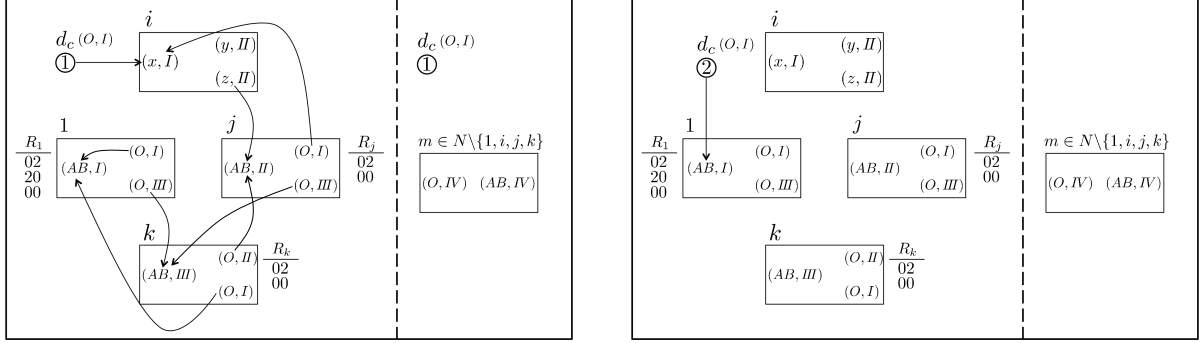 i
d_c (O, I)
1
(x, I)
(y, II)
(z, II)
d_c (O, I)
1
1
R_1
02
20
00
(AB, I)
(O, I)
(O, III)
j
(AB, II)
(O, I)
(O, III)
R_j
02
00
m ∈ N\{1, i, j, k}
(O, IV) (AB, IV)
k
(AB, III)
(O, II)
(O, I)
R_k
02
00
i
d_c (O, I)
2
(x, I)
(y, II)
(z, II)
1
R_1
02
20
00
(AB, I)
(O, I)
(O, III)
j
(AB, II)
(O, I)
(O, III)
R_j
02
00
m ∈ N\{1, i, j, k}
(O, IV) (AB, IV)
k
(AB, III)
(O, II)
(O, I)
R_k
02
00